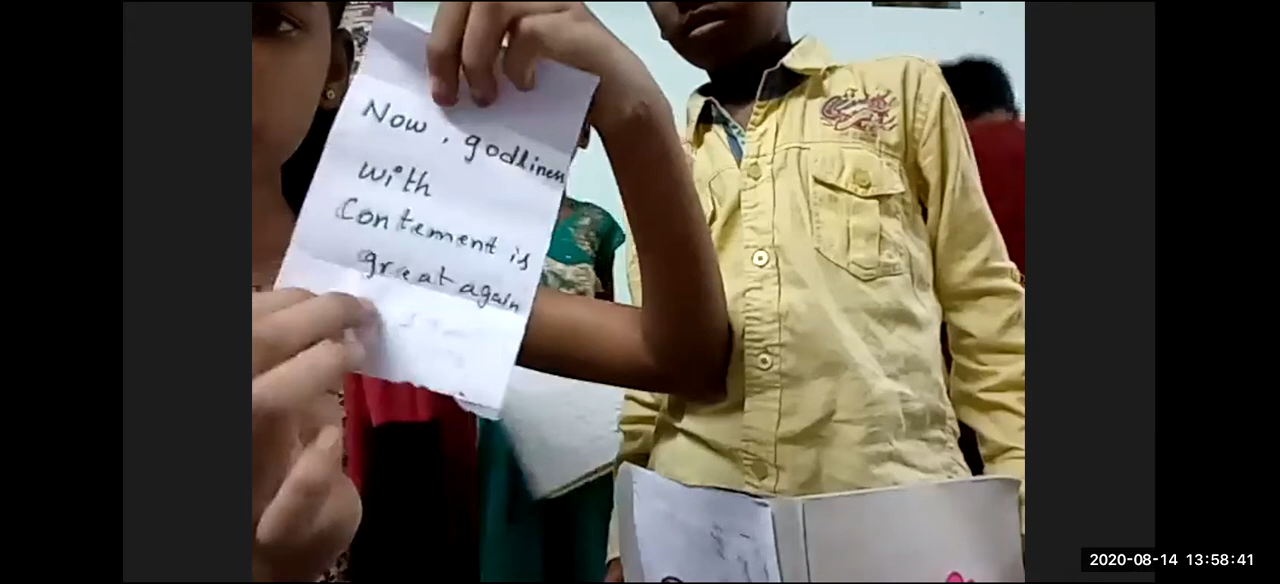 Now, godliness
with
Contement is
great again
2020-08-14 13:58:41